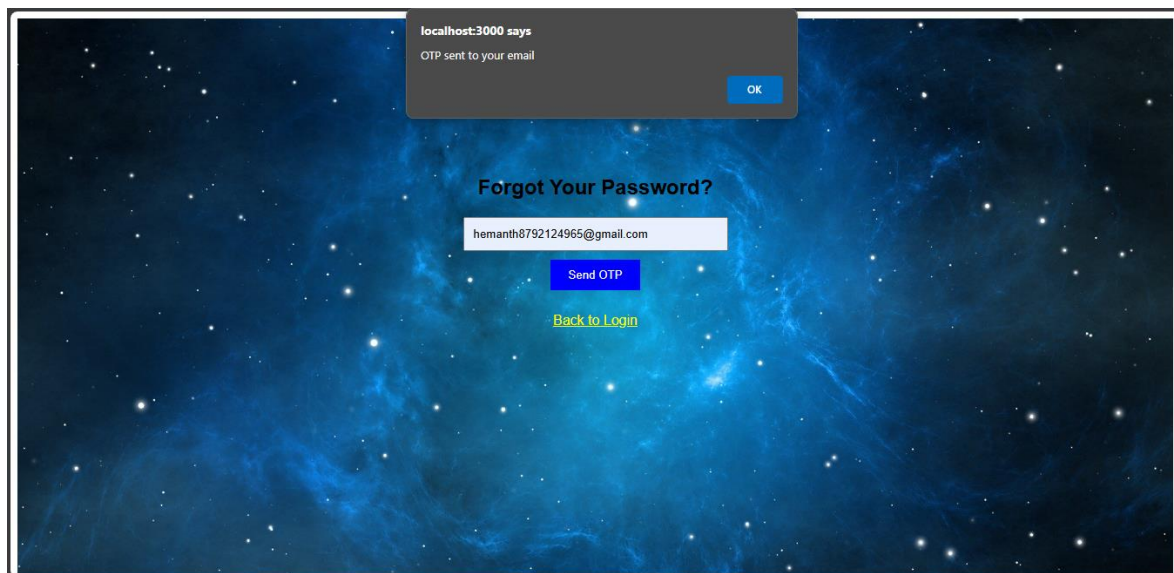 localhost:3000 says
OTP sent to your email
OK
Forgot Your Password?
hemanth8792124965@gmail.com
Send OTP
Back to Login